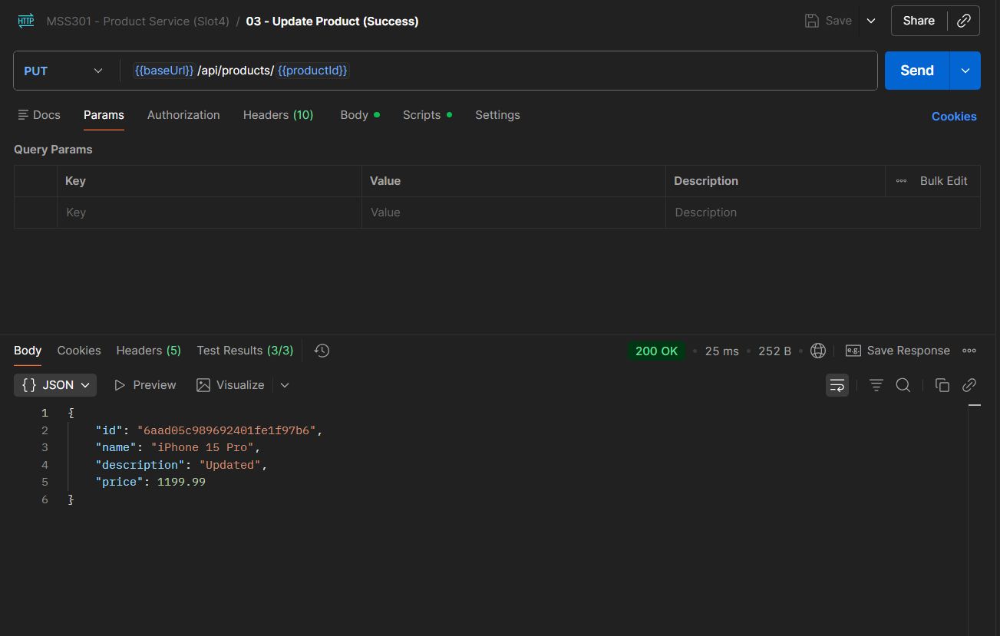 HTTP MSS301 - Product Service (Slot4) / 03 - Update Product (Success) Save Share
PUT {{baseUrl}}/api/products/{{productId}} Send
Docs Params Authorization Headers (10) Body Scripts Settings Cookies
Query Params
Key Value Description Bulk Edit
Key Value Description
Body Cookies Headers (5) Test Results (3/3) 200 OK 25 ms 252 B e.g. Save Response
{} JSON Preview Visualize
1 {
2 "id": "6aad05c989692401fe1f97b6",
3 "name": "iPhone 15 Pro",
4 "description": "Updated",
5 "price": 1199.99
6 }